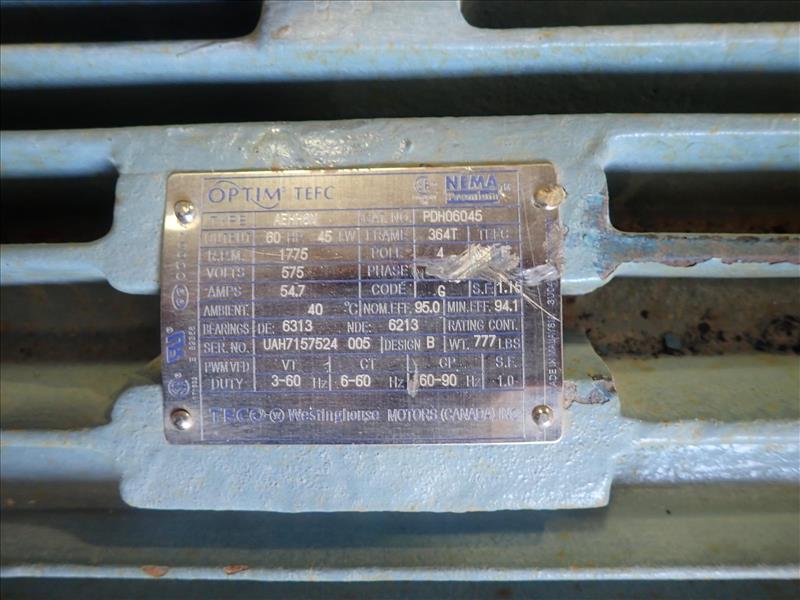 OPTIM® TEFC NEMA Premium™
TYPE AEHH8N CAT. NO. PDH06045
OUTPUT 60 HP 45 KW FRAME 364T TEFC
R.P.M. 1775 POLE 4
VOLTS 575 PHASE
AMPS 54.7 CODE G S.F. 1.15
AMBIENT. 40 °C NOM.EFF. 95.0 MIN.EFF. 94.1
BEARINGS DE: 6313 NDE: 6213 RATING CONT.
SER. NO. UAH7157524 005 DESIGN B WT. 777 LBS
PWM VFD VT CT CP S.F.
DUTY 3-60 Hz 6-60 Hz 60-90 Hz 1.0
TECO-W Westinghouse MOTORS (CANADA) INC.